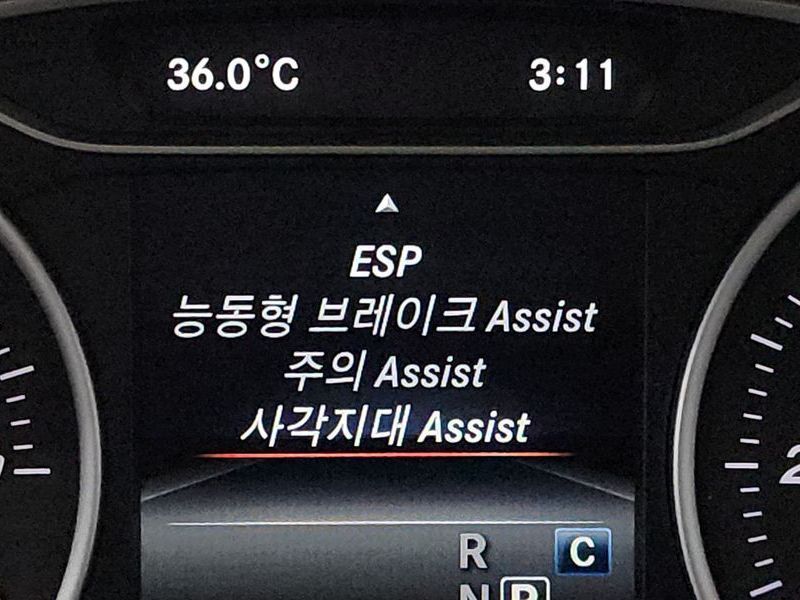 36.0°C 3:11
ESP
능동형 브레이크 Assist
주의 Assist
사각지대 Assist
R C
N P
2